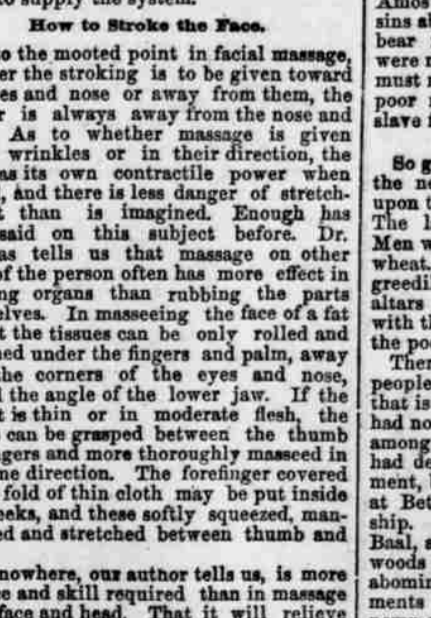 to supply the system.
How to Stroke the Face.
to the mooted point in facial massage,
er the stroking is to be given toward
es and nose or away from them, the
r is always away from the nose and
As to whether massage is given
wrinkles or in their direction, the
as its own contractile power when
, and there is less danger of stretch-
t than is imagined. Enough has
said on this subject before. Dr.
as tells us that massage on other
of the person often has more effect in
ng organs than rubbing the parts
elves. In masseeing the face of a fat
t the tissues can be only rolled and
ned under the fingers and palm, away
the corners of the eyes and nose,
l the angle of the lower jaw. If the
t is thin or in moderate flesh, the
can be grasped between the thumb
ngers and more thoroughly masseed in
ne direction. The forefinger covered
fold of thin cloth may be put inside
eeks, and these softly squeezed, man-
ed and stretched between thumb and
nowhere, our author tells us, is more
ce and skill required than in massage
face and head. That it will relieve
Amos
sins a
bear
were n
must
poor
slave f
So g
the ne
upon t
The l
Men w
wheat.
greedil
altars
with th
the poo
Ther
people
that is
had no
among
had de
ment,
at Bet
ship.
Baal, a
woods
abomin
ments